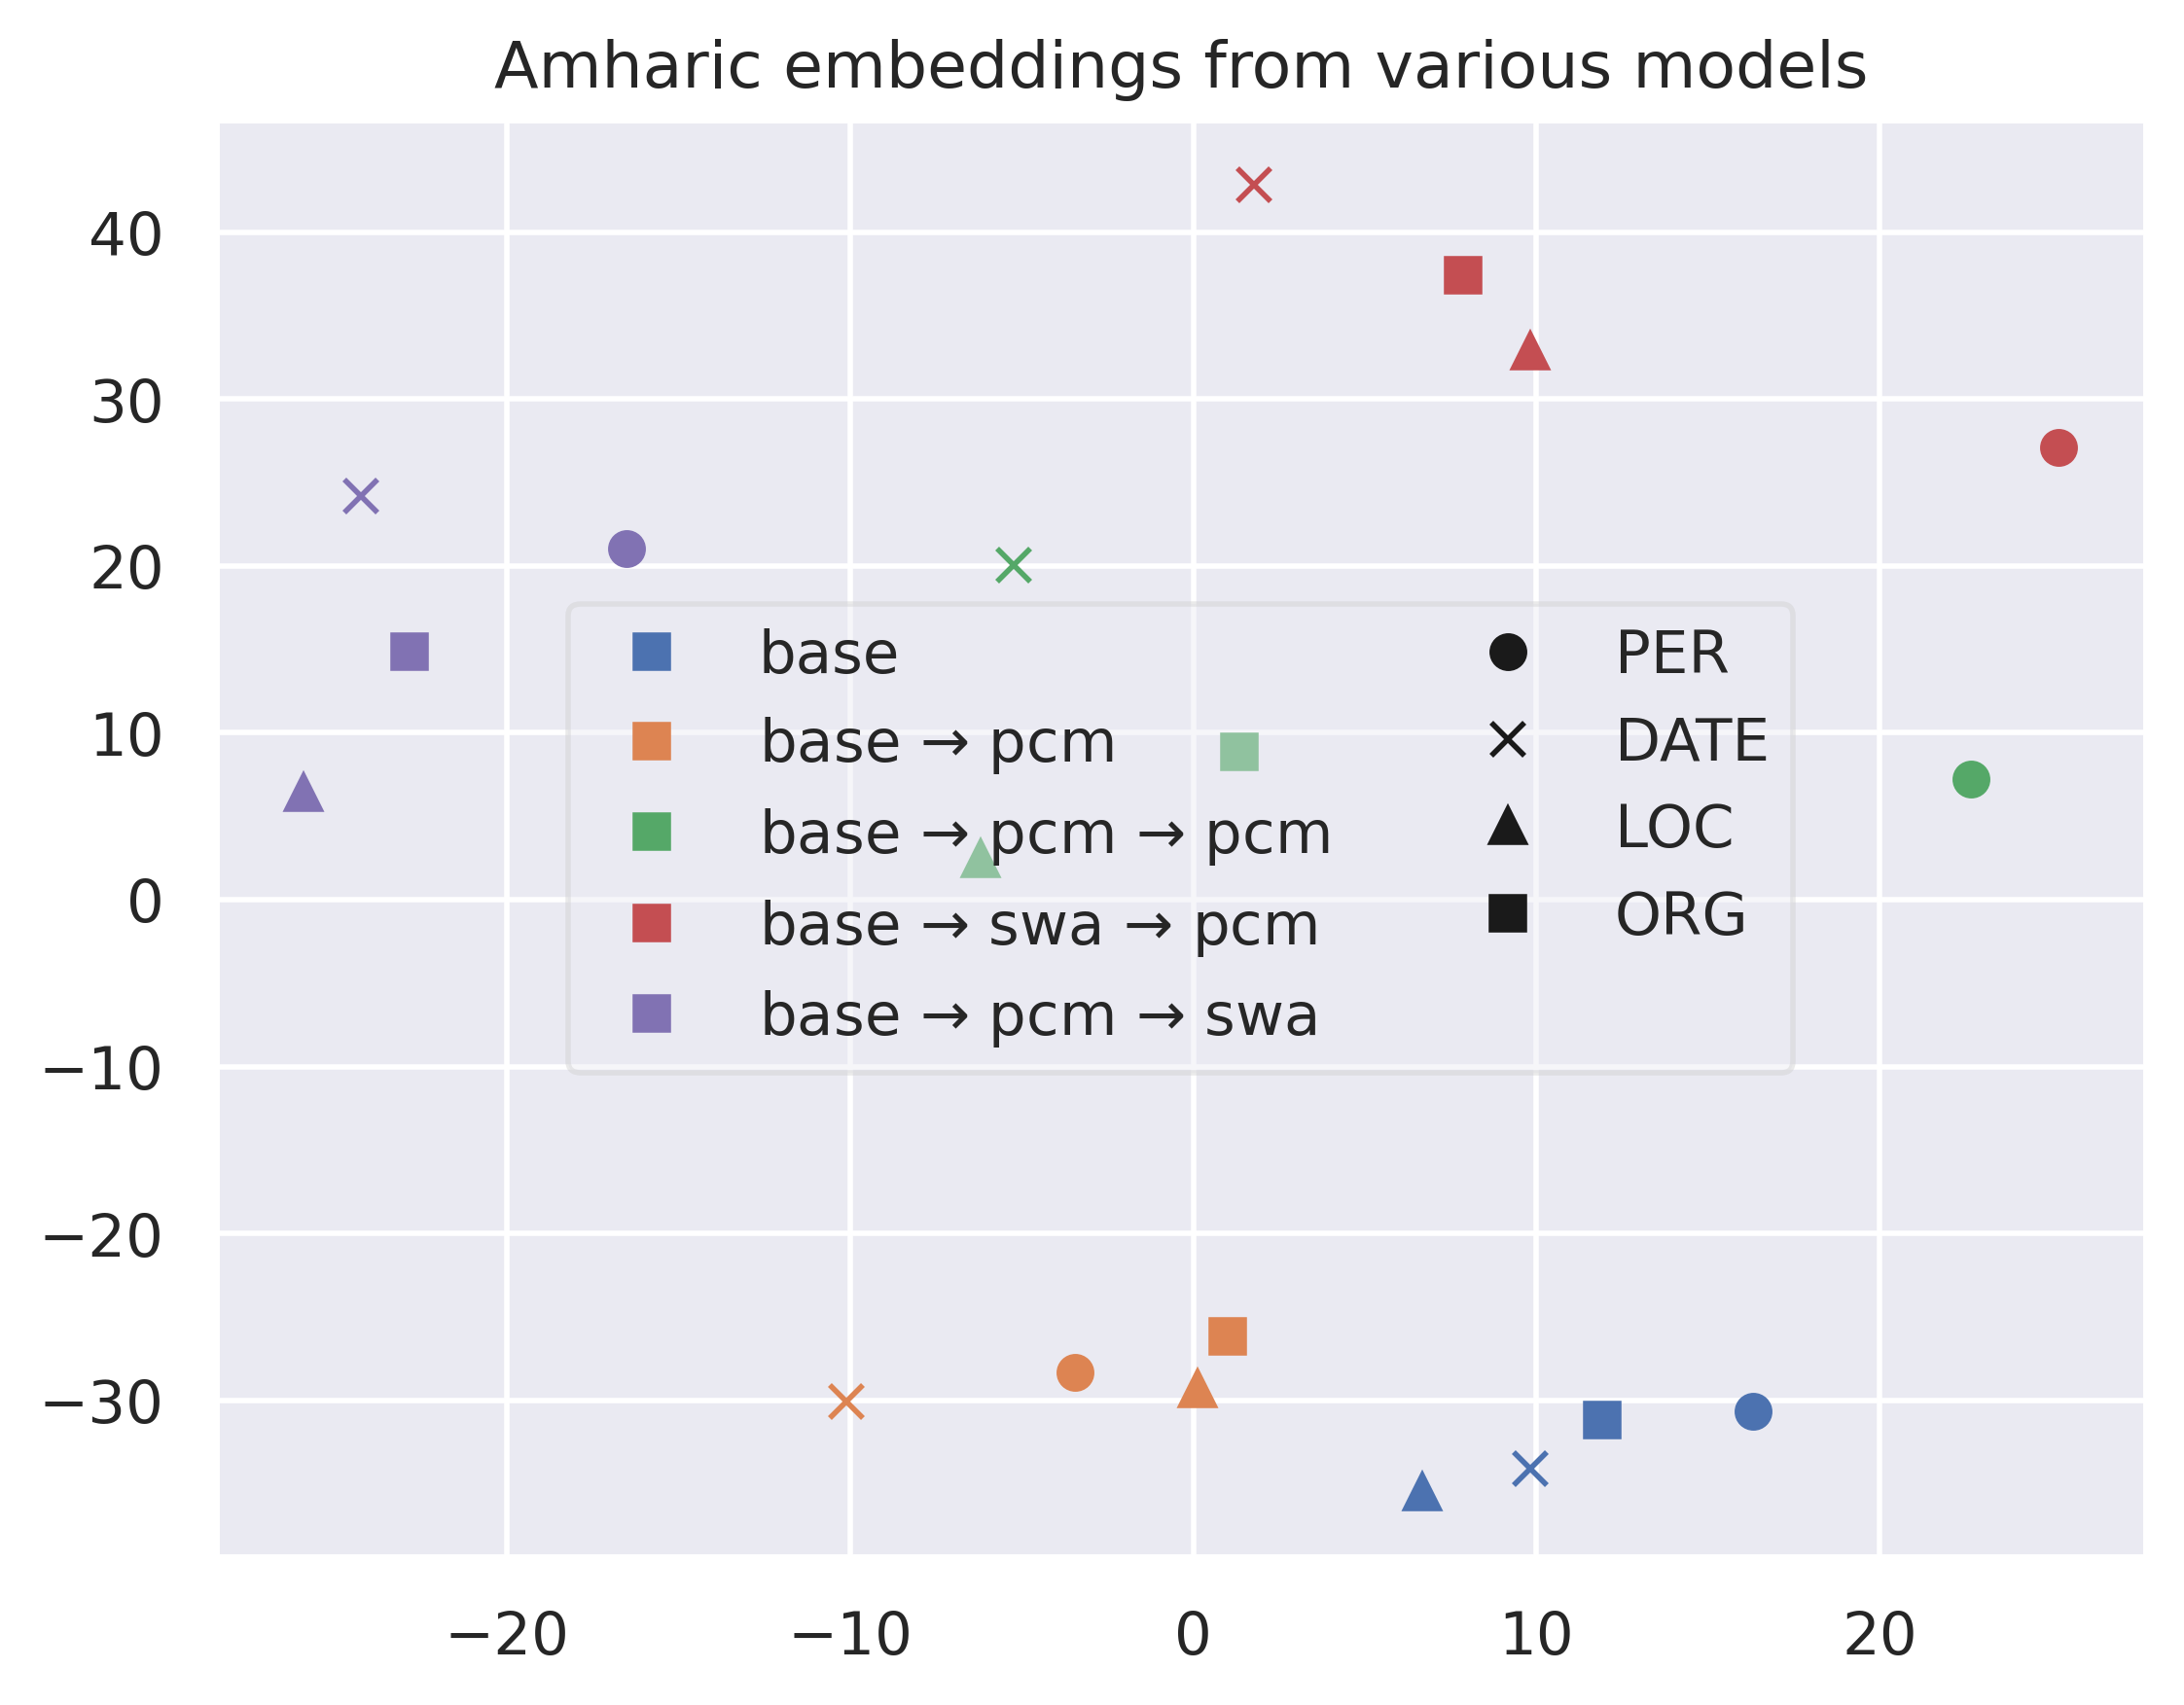 Amharic embeddings from various models
40
30
20
10
0
−10
−20
−30
base
base → pcm
base → pcm → pcm
base → swa → pcm
base → pcm → swa
PER
DATE
LOC
ORG
−20
−10
0
10
20